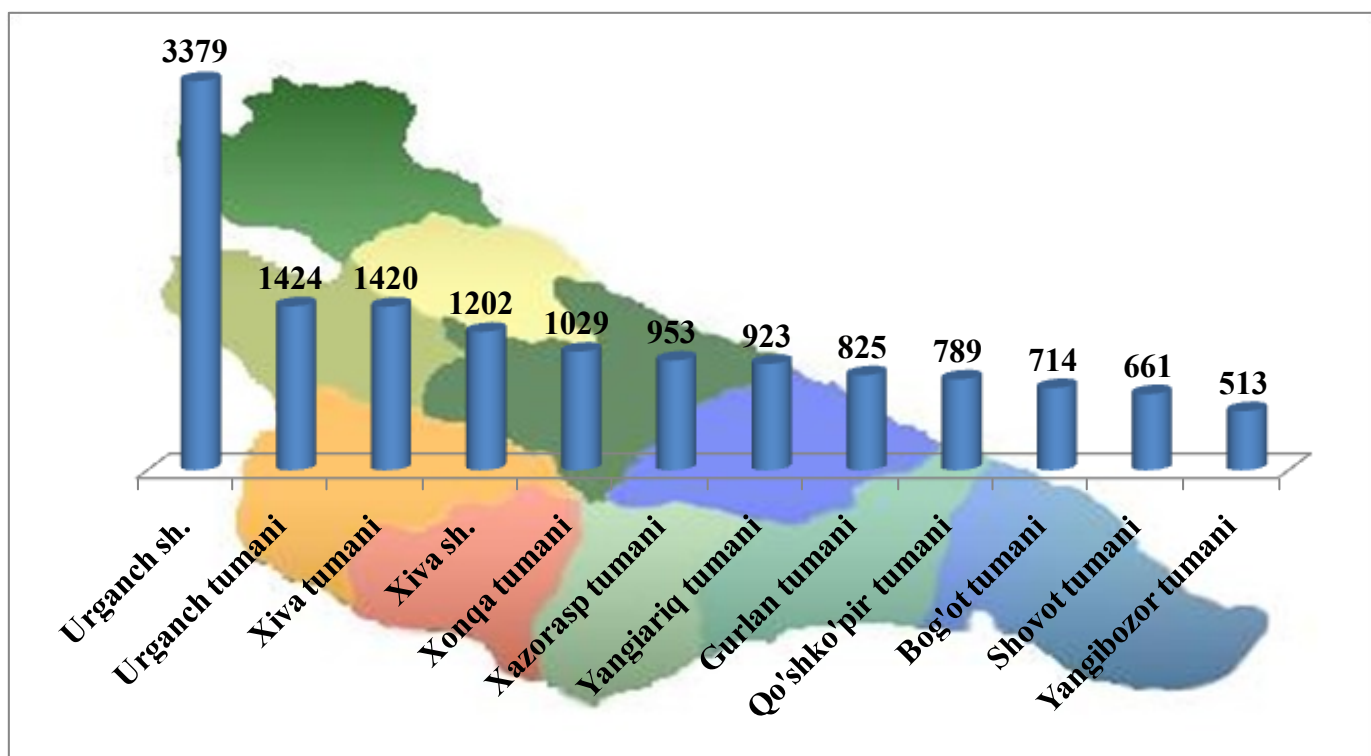 3379
1424
1420
1202
1029
953
923
825
789
714
661
513
Urganch sh.
Urganch tumani
Xiva tumani
Xiva sh.
Xonqa tumani
Xazorasp tumani
Yangiariq tumani
Gurlan tumani
Qo'shko'pir tumani
Bog'ot tumani
Shovot tumani
Yangibozor tumani